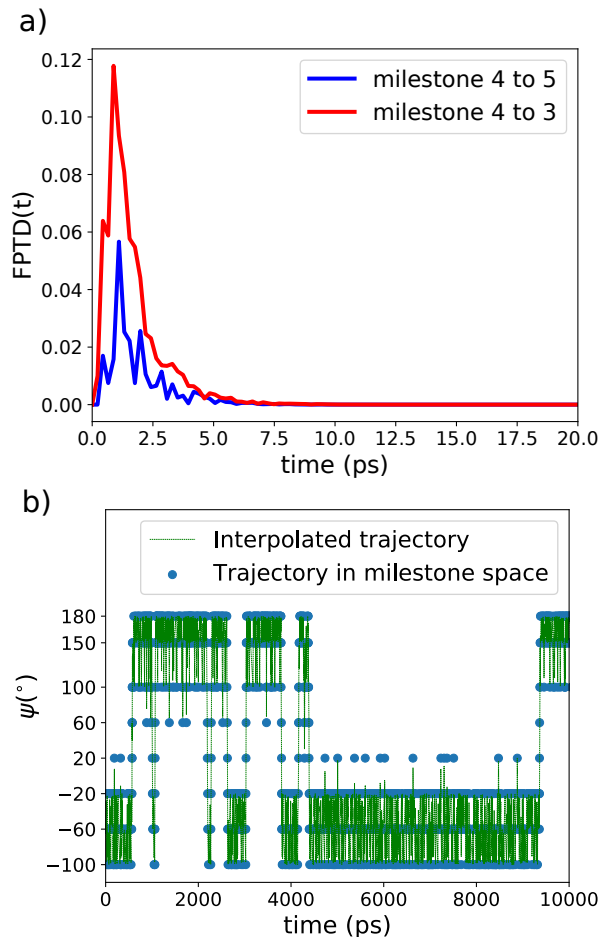 a)
0.12
0.10
0.08
0.06
0.04
0.02
0.00
FPTD(t)
milestone 4 to 5
milestone 4 to 3
0.0 2.5 5.0 7.5 10.0 12.5 15.0 17.5 20.0
time (ps)
b)
Interpolated trajectory
Trajectory in milestone space
180
150
100
60
20
−20
−60
−100
ψ(°)
0 2000 4000 6000 8000 10000
time (ps)